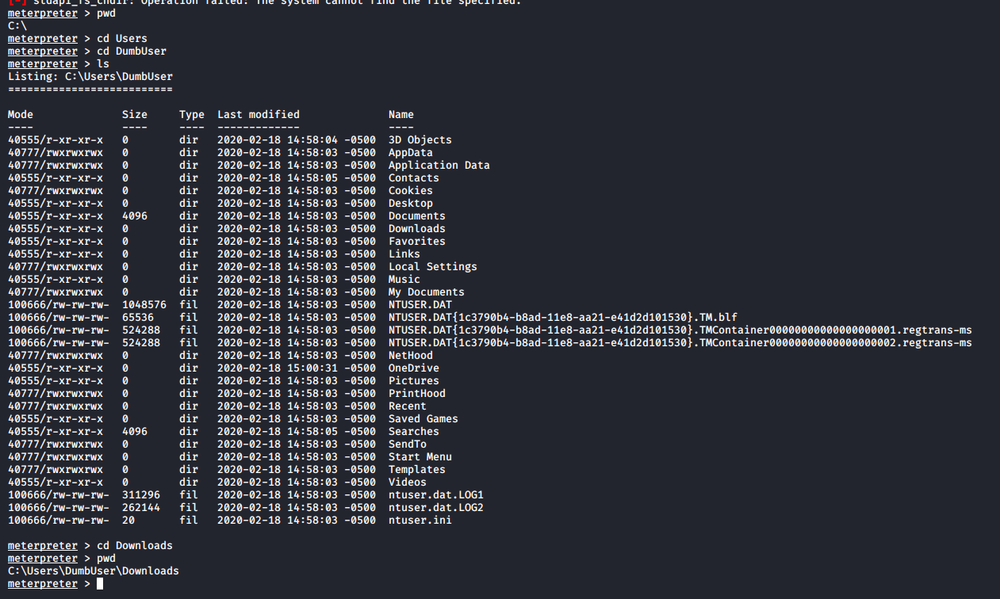 [-] stdapi_fs_chdir: Operation failed: The system cannot find the file specified.
meterpreter > pwd
C:\
meterpreter > cd Users
meterpreter > cd DumbUser
meterpreter > ls
Listing: C:\Users\DumbUser
==========================
Mode              Size     Type  Last modified              Name
----              ----     ----  -------------              ----
40555/r-xr-xr-x   0        dir   2020-02-18 14:58:04 -0500  3D Objects
40777/rwxrwxrwx   0        dir   2020-02-18 14:58:03 -0500  AppData
40777/rwxrwxrwx   0        dir   2020-02-18 14:58:03 -0500  Application Data
40555/r-xr-xr-x   0        dir   2020-02-18 14:58:05 -0500  Contacts
40777/rwxrwxrwx   0        dir   2020-02-18 14:58:03 -0500  Cookies
40555/r-xr-xr-x   0        dir   2020-02-18 14:58:03 -0500  Desktop
40555/r-xr-xr-x   4096     dir   2020-02-18 14:58:03 -0500  Documents
40555/r-xr-xr-x   0        dir   2020-02-18 14:58:03 -0500  Downloads
40555/r-xr-xr-x   0        dir   2020-02-18 14:58:03 -0500  Favorites
40555/r-xr-xr-x   0        dir   2020-02-18 14:58:03 -0500  Links
40777/rwxrwxrwx   0        dir   2020-02-18 14:58:03 -0500  Local Settings
40555/r-xr-xr-x   0        dir   2020-02-18 14:58:03 -0500  Music
40777/rwxrwxrwx   0        dir   2020-02-18 14:58:03 -0500  My Documents
100666/rw-rw-rw-  1048576  fil   2020-02-18 14:58:03 -0500  NTUSER.DAT
100666/rw-rw-rw-  65536    fil   2020-02-18 14:58:03 -0500  NTUSER.DAT{1c3790b4-b8ad-11e8-aa21-e41d2d101530}.TM.blf
100666/rw-rw-rw-  524288   fil   2020-02-18 14:58:03 -0500  NTUSER.DAT{1c3790b4-b8ad-11e8-aa21-e41d2d101530}.TMContainer00000000000000000001.regtrans-ms
100666/rw-rw-rw-  524288   fil   2020-02-18 14:58:03 -0500  NTUSER.DAT{1c3790b4-b8ad-11e8-aa21-e41d2d101530}.TMContainer00000000000000000002.regtrans-ms
40777/rwxrwxrwx   0        dir   2020-02-18 14:58:03 -0500  NetHood
40555/r-xr-xr-x   0        dir   2020-02-18 15:00:31 -0500  OneDrive
40555/r-xr-xr-x   0        dir   2020-02-18 14:58:03 -0500  Pictures
40777/rwxrwxrwx   0        dir   2020-02-18 14:58:03 -0500  PrintHood
40777/rwxrwxrwx   0        dir   2020-02-18 14:58:03 -0500  Recent
40555/r-xr-xr-x   0        dir   2020-02-18 14:58:03 -0500  Saved Games
40555/r-xr-xr-x   4096     dir   2020-02-18 14:58:05 -0500  Searches
40777/rwxrwxrwx   0        dir   2020-02-18 14:58:03 -0500  SendTo
40777/rwxrwxrwx   0        dir   2020-02-18 14:58:03 -0500  Start Menu
40777/rwxrwxrwx   0        dir   2020-02-18 14:58:03 -0500  Templates
40555/r-xr-xr-x   0        dir   2020-02-18 14:58:03 -0500  Videos
100666/rw-rw-rw-  311296   fil   2020-02-18 14:58:03 -0500  ntuser.dat.LOG1
100666/rw-rw-rw-  262144   fil   2020-02-18 14:58:03 -0500  ntuser.dat.LOG2
100666/rw-rw-rw-  20       fil   2020-02-18 14:58:03 -0500  ntuser.ini
meterpreter > cd Downloads
meterpreter > pwd
C:\Users\DumbUser\Downloads
meterpreter >